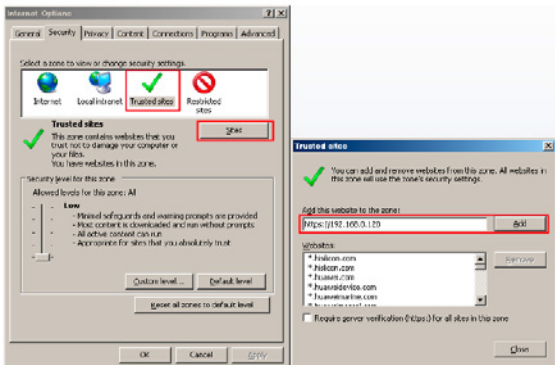 Internet Options
General Security Privacy Content Connections Programs Advanced
Select a zone to view or change security settings.
Internet Local intranet Trusted sites Restricted sites
Trusted sites
This zone contains websites that you
trust not to damage your computer or
your files.
You have websites in this zone.
Sites
Security level for this zone
Allowed levels for this zone: All
Low
- Minimal safeguards and warning prompts are provided
- Most content is downloaded and run without prompts
- All active content can run
- Appropriate for sites that you absolutely trust
Custom level... Default level
Reset all zones to default level
OK Cancel Apply
Trusted sites
You can add and remove websites from this zone. All websites in
this zone will use the zone's security settings.
Add this website to the zone:
https://192.168.0.120 Add
Websites:
*.hisilicon.com
*.hisilicon.com
*.huawei.com
*.huaweidevice.com
*.huaweimarine.com
Remove
Require server verification (https:) for all sites in this zone
Close